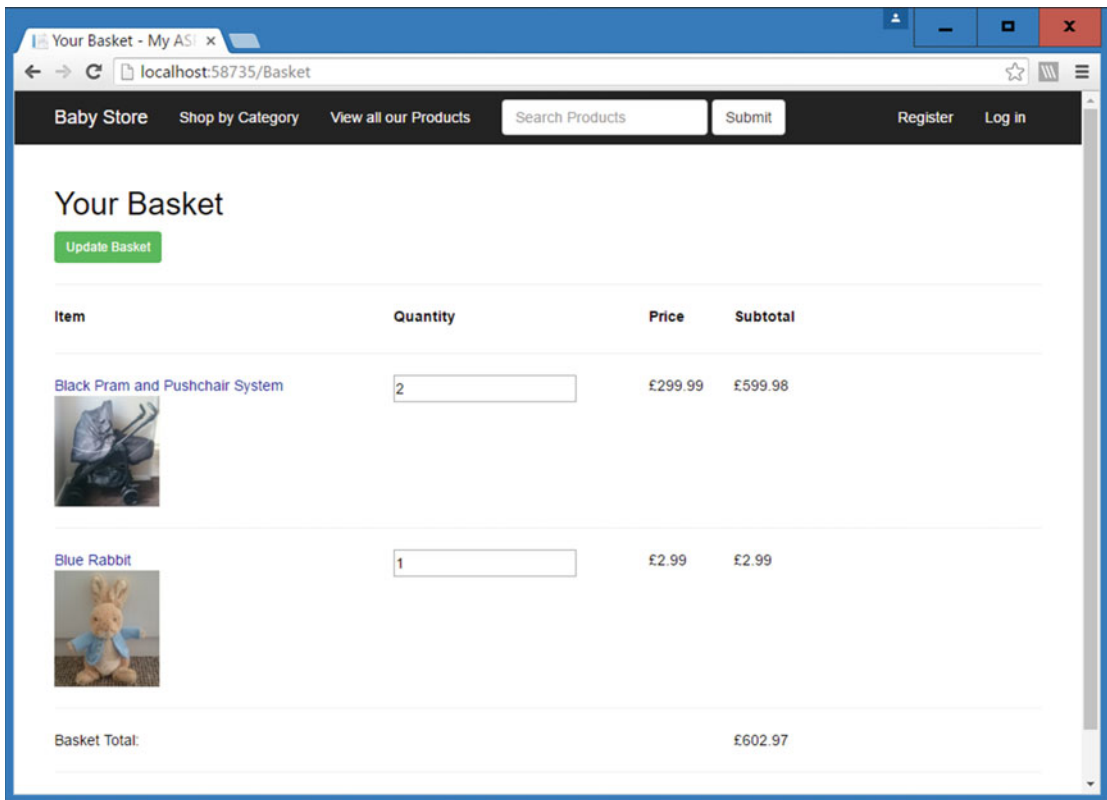 Your Basket - My AS
localhost:58735/Basket
Baby Store Shop by Category View all our Products Search Products Submit Register Log in
Your Basket
Update Basket
Item Quantity Price Subtotal
Black Pram and Pushchair System 2 £299.99 £599.98
Blue Rabbit 1 £2.99 £2.99
Basket Total: £602.97